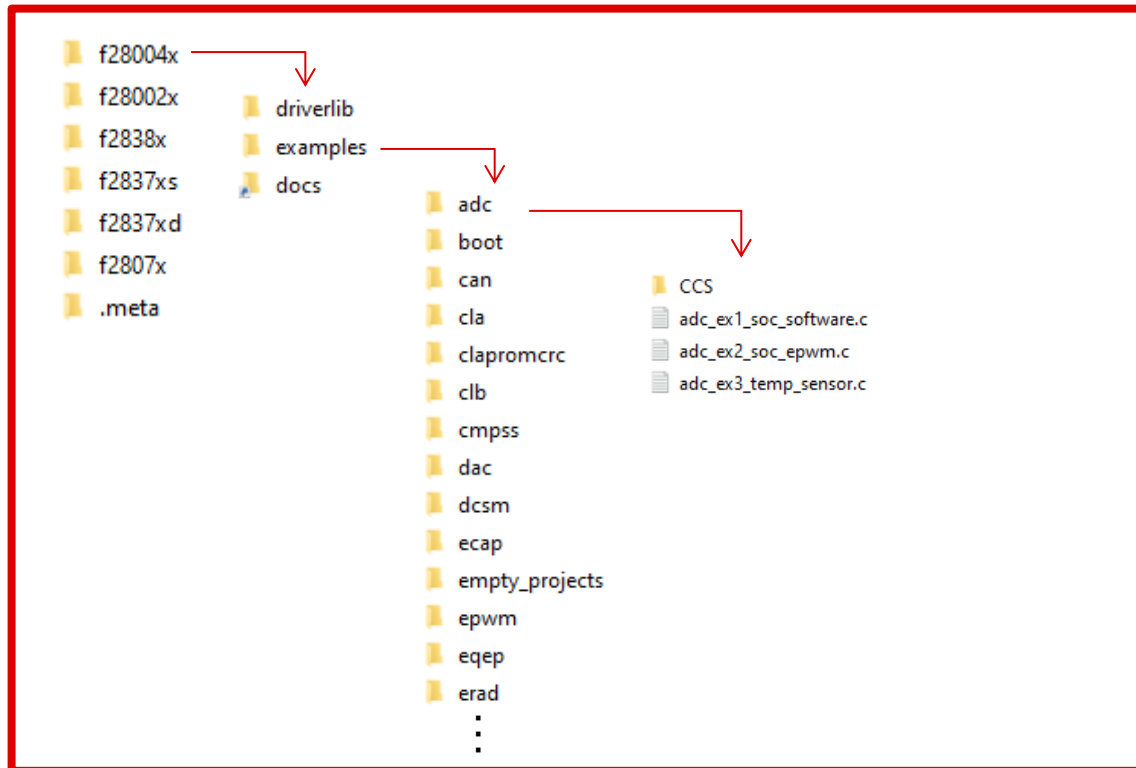 f28004x
f28002x
f2838x
f2837xs
f2837xd
f2807x
.meta
driverlib
examples
docs
adc
boot
can
cla
clapromcrc
clb
cmpss
dac
dcsm
ecap
empty_projects
epwm
eqep
erad
CCS
adc_ex1_soc_software.c
adc_ex2_soc_epwm.c
adc_ex3_temp_sensor.c